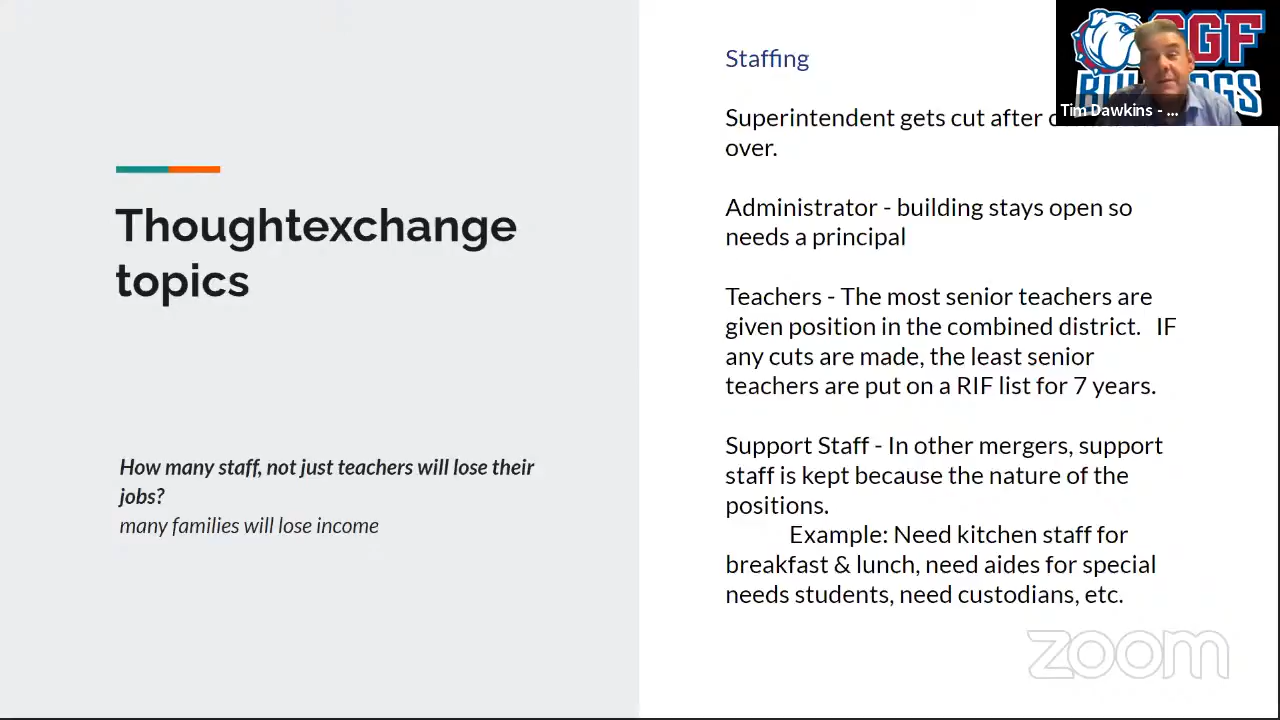 Thoughtexchange
topics
How many staff, not just teachers will lose their
jobs?
many families will lose income
Staffing
Superintendent gets cut after
over.
Administrator - building stays open so
needs a principal
Teachers - The most senior teachers are
given position in the combined district. IF
any cuts are made, the least senior
teachers are put on a RIF list for 7 years.
Support Staff - In other mergers, support
staff is kept because the nature of the
positions.
Example: Need kitchen staff for
breakfast & lunch, need aides for special
needs students, need custodians, etc.
GF
Tim Dawkins - ...
zoom